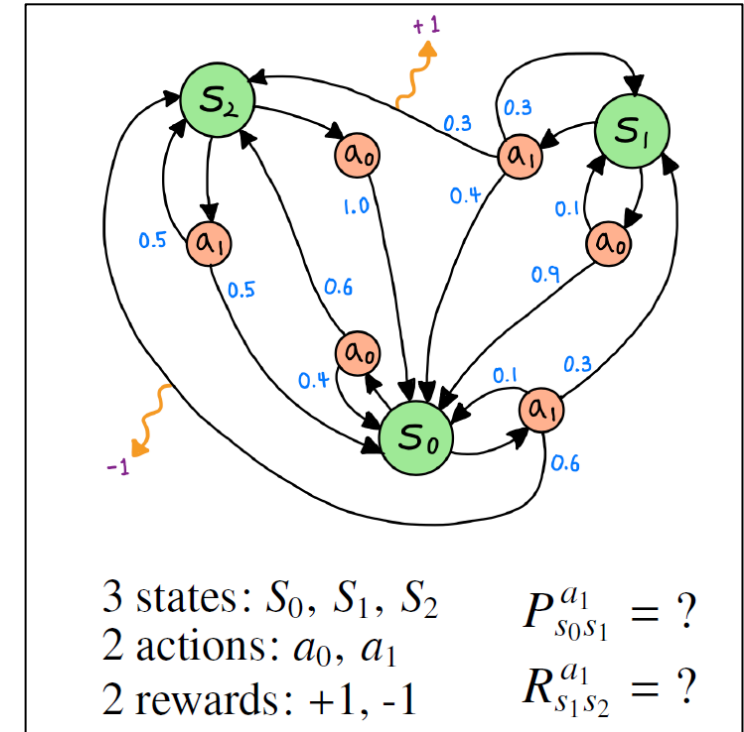 +1
S₂
0.3
0.3
S₁
a₀
a₁
1.0
0.4
0.1
a₁
0.5
a₀
0.5
0.6
0.9
a₀
0.4
0.1
0.3
a₁
S₀
-1
0.6
3 states: S₀, S₁, S₂
2 actions: a₀, a₁
2 rewards: +1, -1
P^{a₁}_{s₀s₁} = ?
R^{a₁}_{s₁s₂} = ?